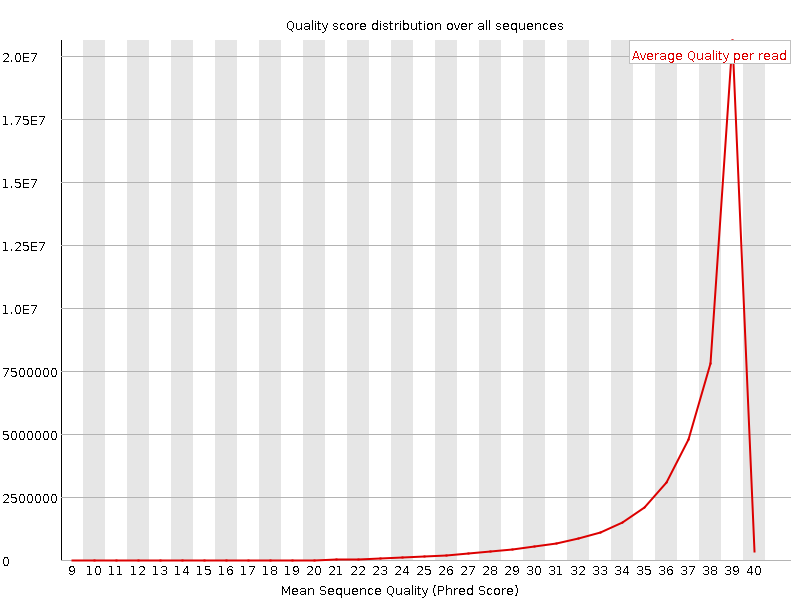 Quality score distribution over all sequences
Average Quality per read
2.0E7
1.75E7
1.5E7
1.25E7
1.0E7
7500000
5000000
2500000
0
9 10 11 12 13 14 15 16 17 18 19 20 21 22 23 24 25 26 27 28 29 30 31 32 33 34 35 36 37 38 39 40
Mean Sequence Quality (Phred Score)